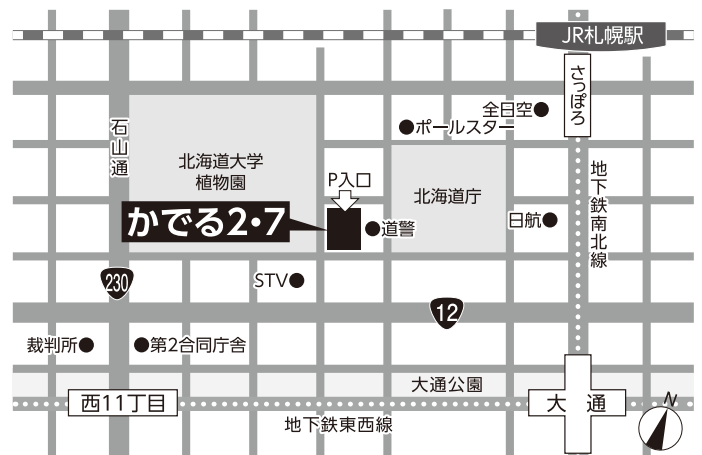 JR札幌駅
さっぽろ
全日空
ポールスター
石山通
北海道大学
植物園
P入口
北海道庁
地下鉄南北線
かでる2・7
道警
日航
STV
230
12
裁判所
第2合同庁舎
大通公園
西11丁目
大通
地下鉄東西線
N